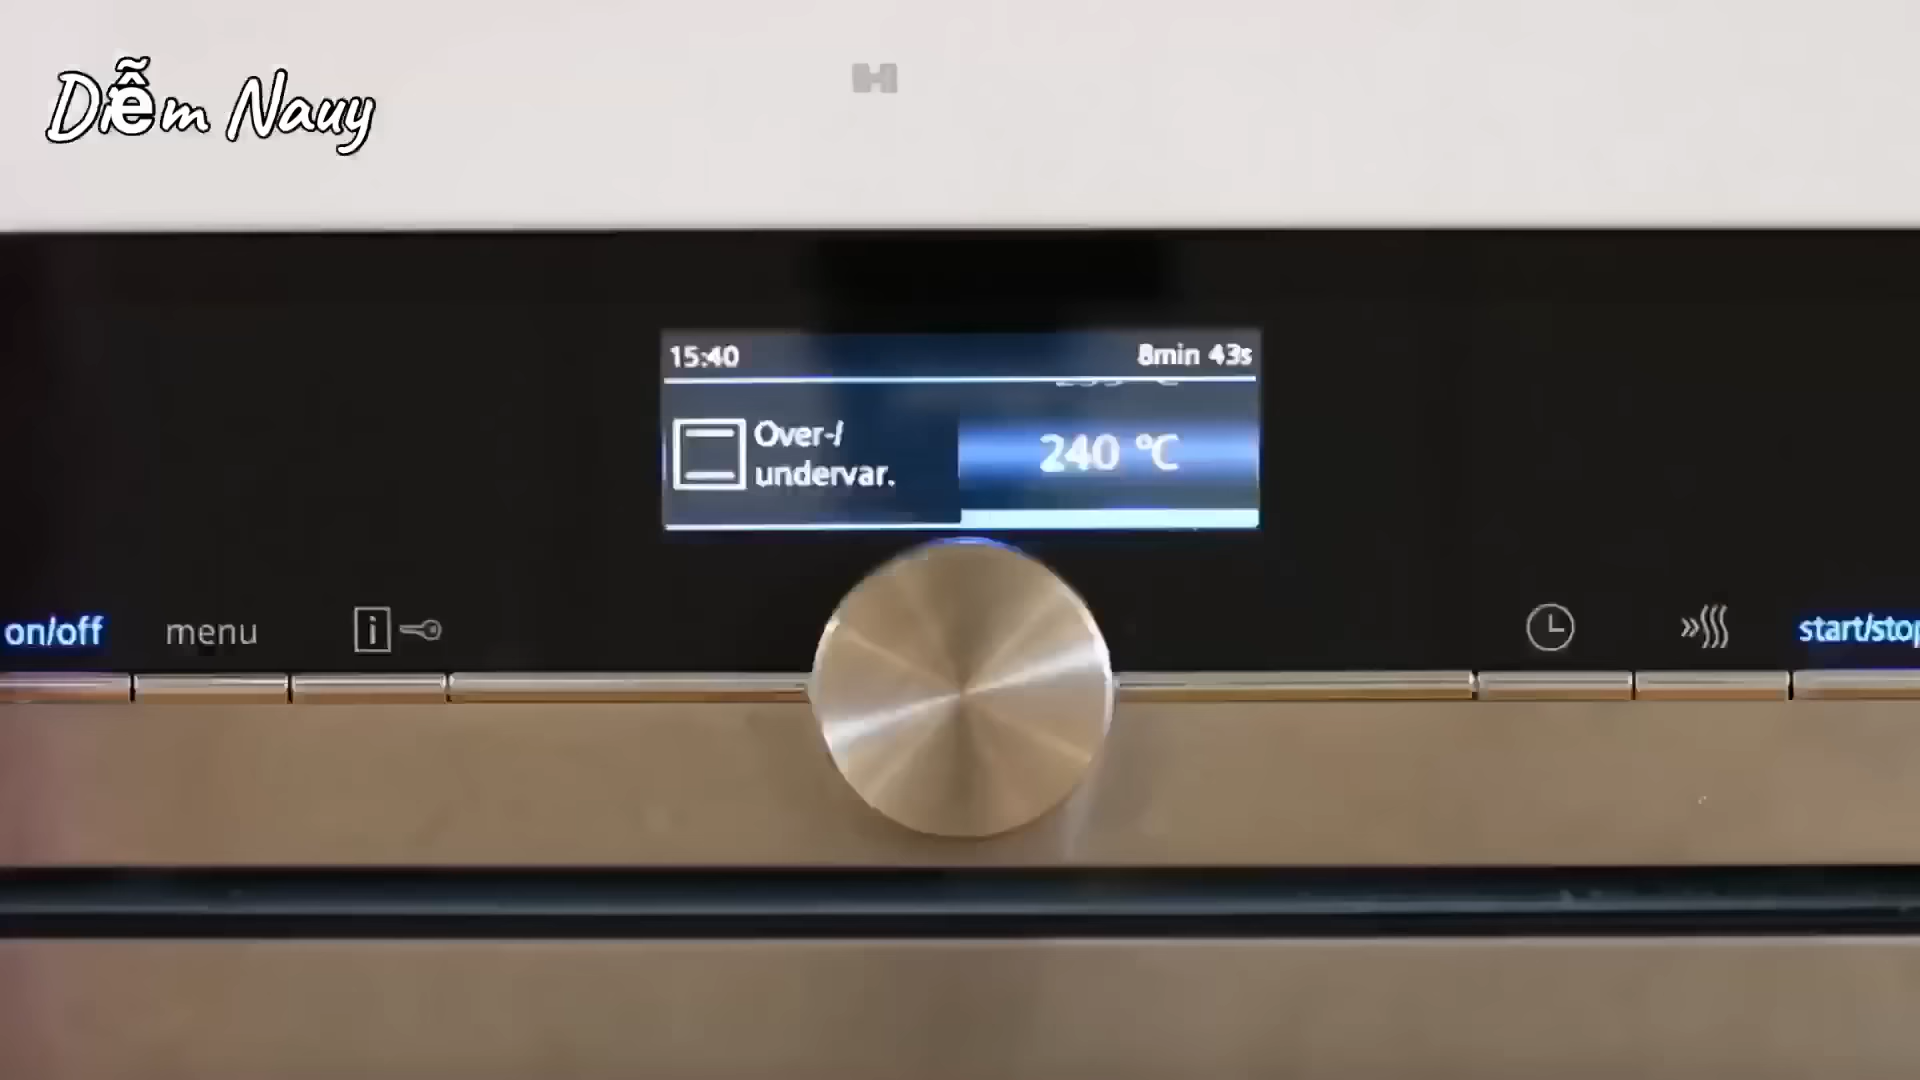 Diễm Nauy
15:40
8min 43s
Over-/
undervar.
240 °C
on/off
menu
i
start/stop